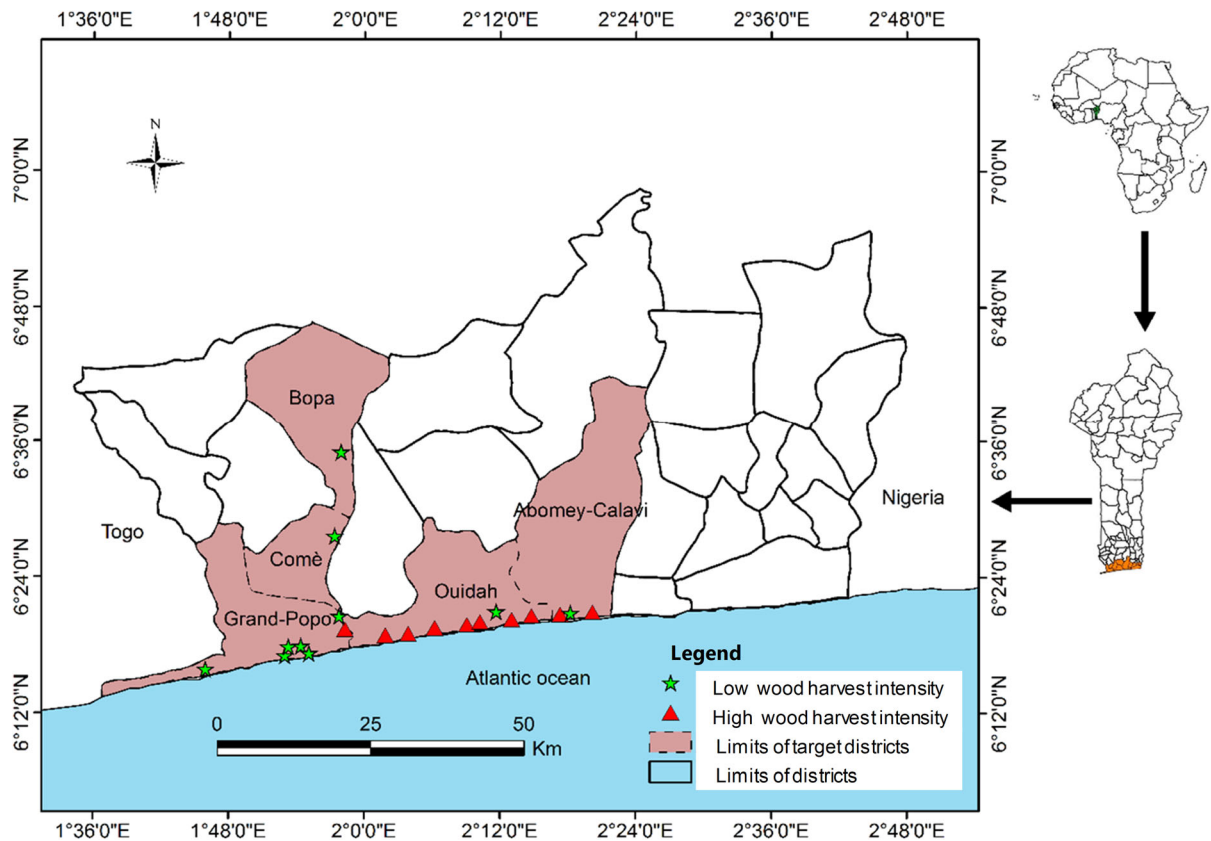 1°36'0"E 1°48'0"E 2°0'0"E 2°12'0"E 2°24'0"E 2°36'0"E 2°48'0"E
N
7°0'0"N
7°0'0"N
6°48'0"N
6°48'0"N
Bopa
6°36'0"N
6°36'0"N
Togo
Abomey-Calavi
Nigeria
Comè
6°24'0"N
6°24'0"N
Ouidah
Grand-Popo
Atlantic ocean
6°12'0"N
6°12'0"N
0 25 50
Km
Legend
Low wood harvest intensity
High wood harvest intensity
Limits of target districts
Limits of districts
1°36'0"E 1°48'0"E 2°0'0"E 2°12'0"E 2°24'0"E 2°36'0"E 2°48'0"E